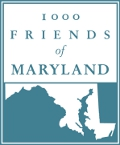 1000
FRIENDS
of
MARYLAND